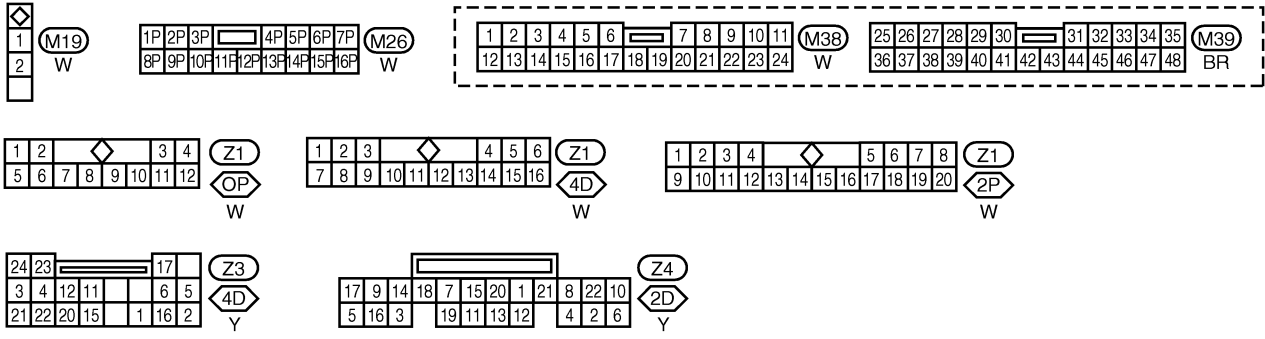 1
2
M19
W
1P 2P 3P 4P 5P 6P 7P
8P 9P 10P 11P 12P 13P 14P 15P 16P
M26
W
1 2 3 4 5 6 7 8 9 10 11
12 13 14 15 16 17 18 19 20 21 22 23 24
M38
W
25 26 27 28 29 30 31 32 33 34 35
36 37 38 39 40 41 42 43 44 45 46 47 48
M39
BR
1 2 3 4
5 6 7 8 9 10 11 12
Z1
OP
W
1 2 3 4 5 6
7 8 9 10 11 12 13 14 15 16
Z1
4D
W
1 2 3 4 5 6 7 8
9 10 11 12 13 14 15 16 17 18 19 20
Z1
2P
W
24 23 17
3 4 12 11 6 5
21 22 20 15 1 16 2
Z3
4D
Y
17 9 14 18 7 15 20 1 21 8 22 10
5 16 3 19 11 13 12 4 2 6
Z4
2D
Y